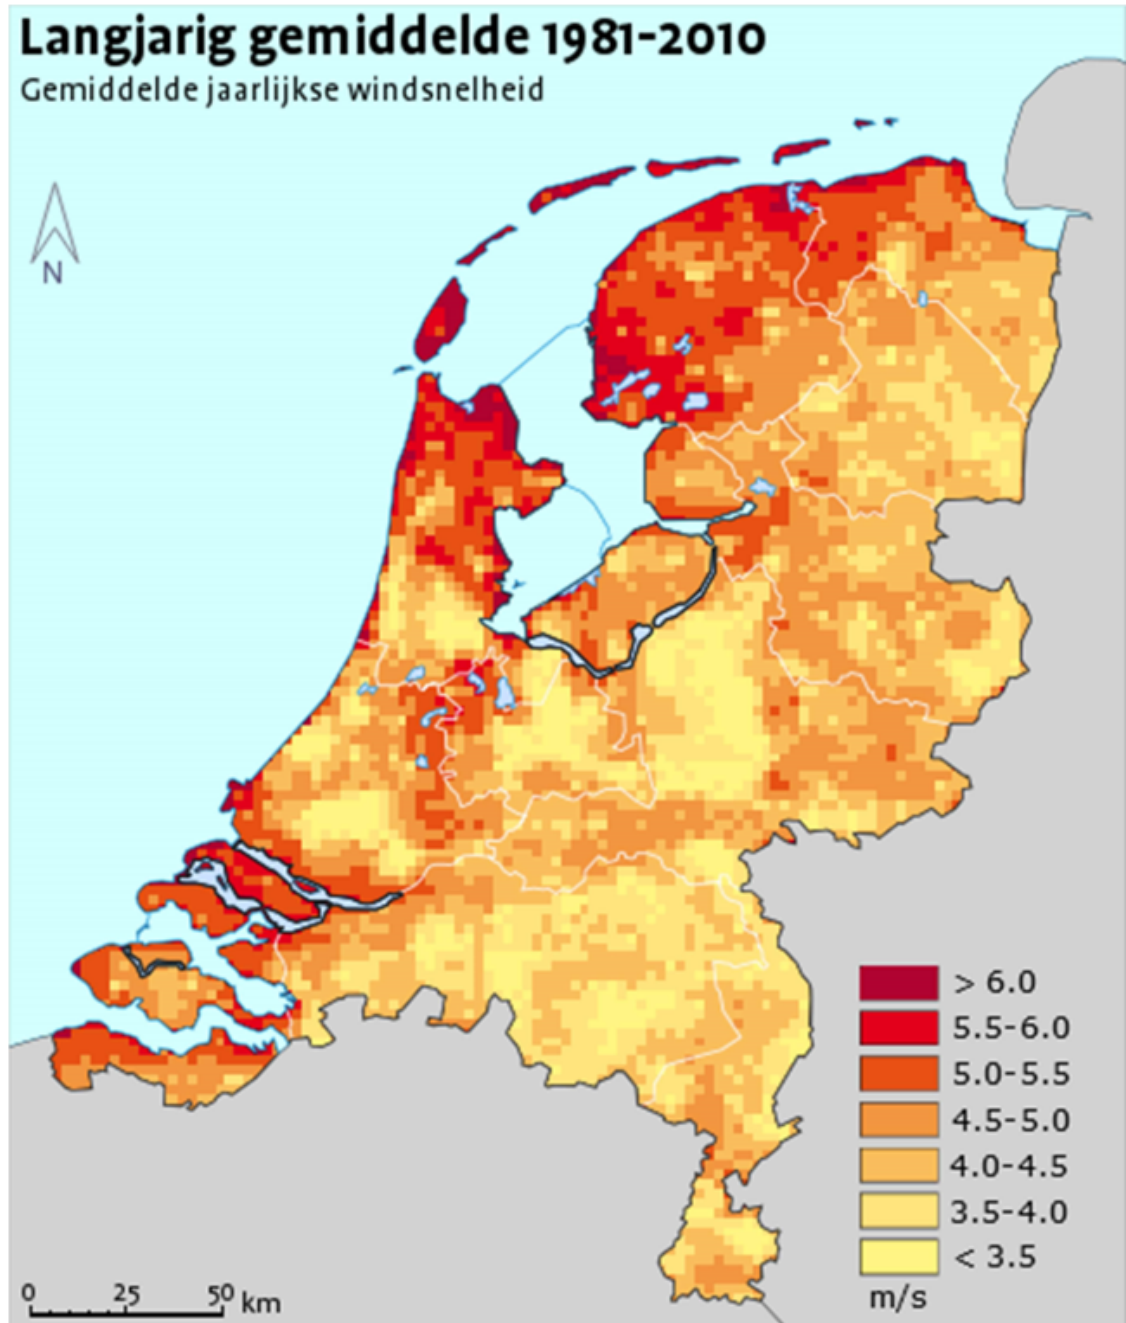 Langjarig gemiddelde 1981-2010
Gemiddelde jaarlijkse windsnelheid
N
> 6.0
5.5-6.0
5.0-5.5
4.5-5.0
4.0-4.5
3.5-4.0
< 3.5
m/s
0 25 50 km